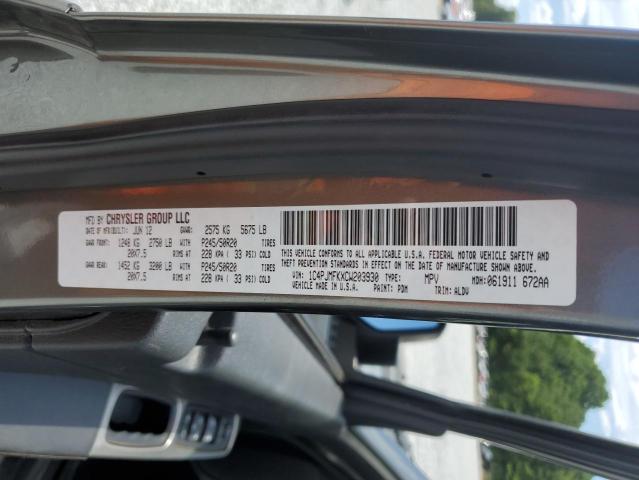 MFD BY CHRYSLER GROUP LLC
DATE OF MFR(BUILT): JUN 12 GVWR: 2575 KG 5675 LB
GAWR FRONT: 1248 KG 2750 LB WITH P245/50R20 TIRES
20X7.5 RIMS AT 228 KPA( 33 PSI) COLD
GAWR REAR: 1452 KG 3200 LB WITH P245/50R20 TIRES
20X7.5 RIMS AT 228 KPA( 33 PSI) COLD
THIS VEHICLE CONFORMS TO ALL APPLICABLE U.S.A. FEDERAL MOTOR VEHICLE SAFETY, BUMPER AND
THEFT PREVENTION STANDARDS IN EFFECT ON THE DATE OF MANUFACTURE SHOWN ABOVE.
VIN: 1C4PJMFKXCW203930 TYPE: MPV MDH: 061911 672AA
VEHICLE MADE IN U.S.A. PAINT: PDM TRIM: ALDV